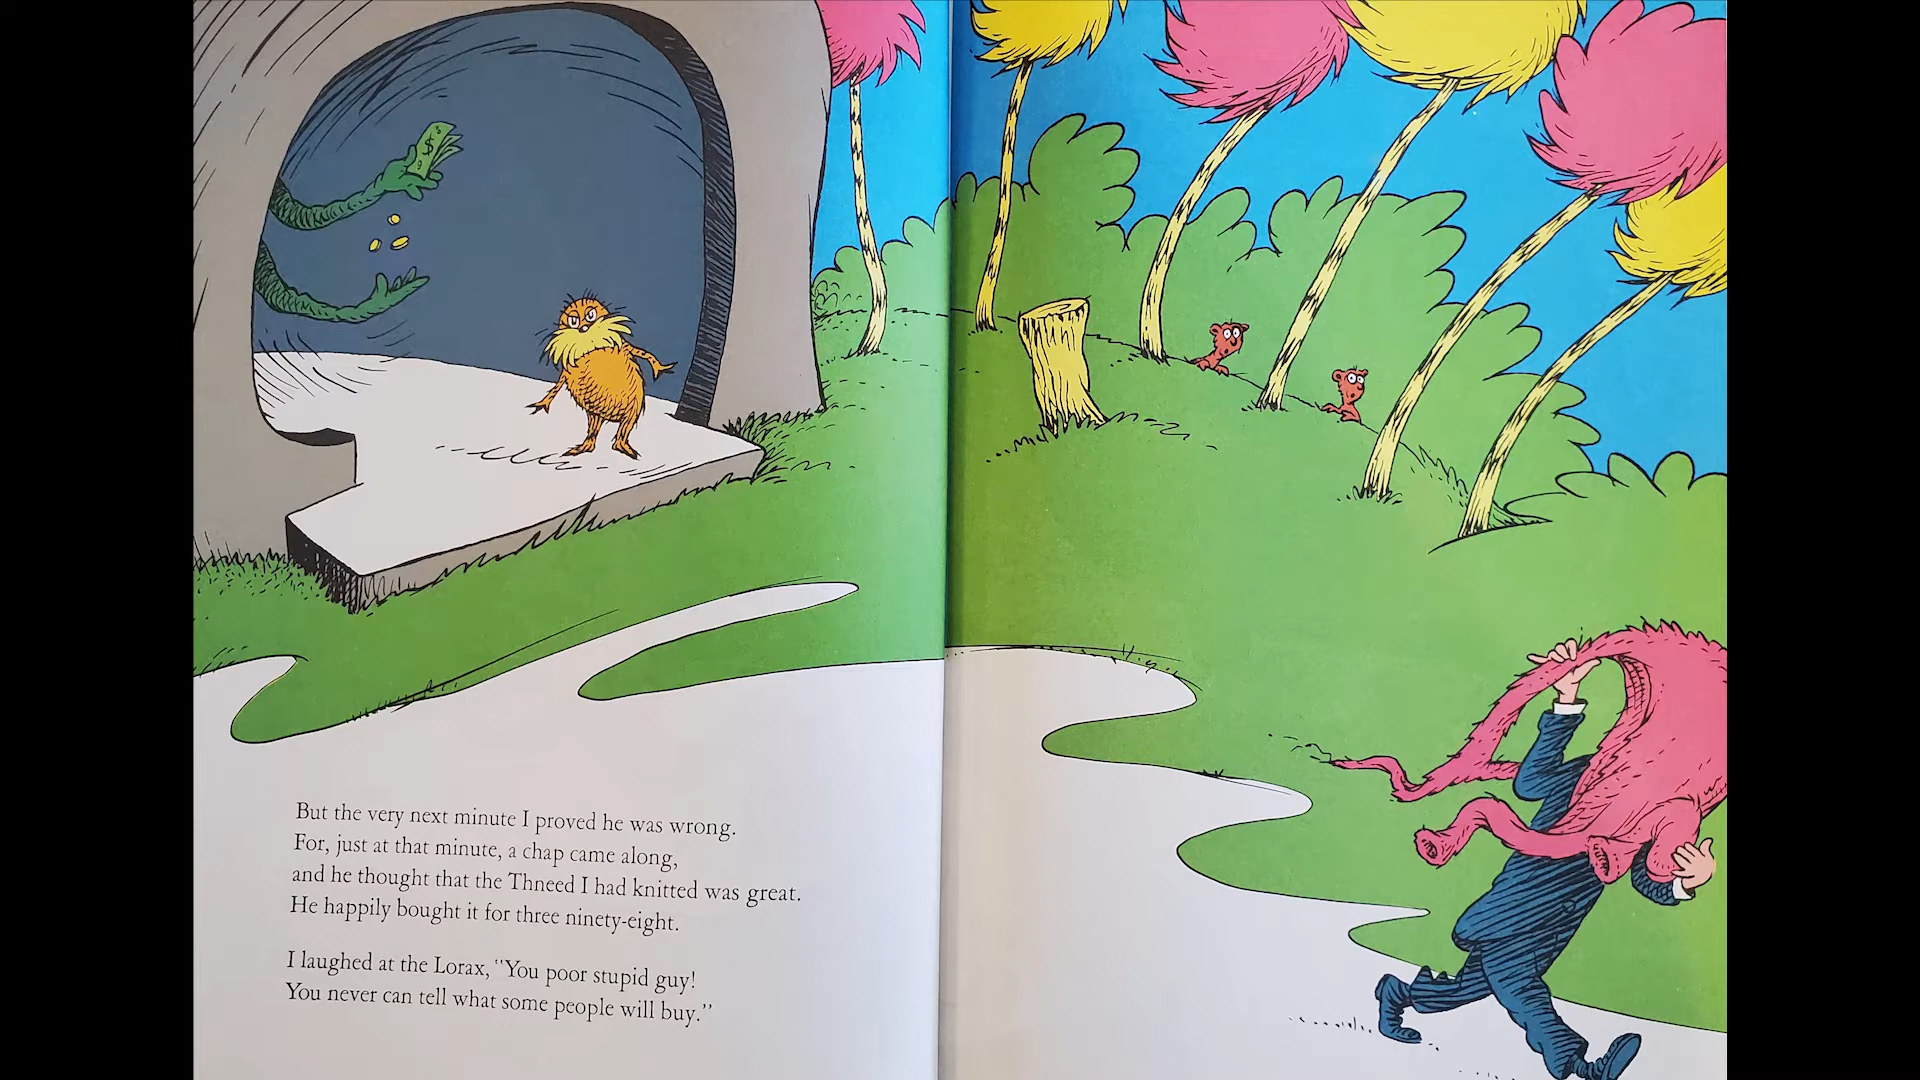 $
But the very next minute I proved he was wrong.
For, just at that minute, a chap came along,
and he thought that the Thneed I had knitted was great.
He happily bought it for three ninety-eight.
I laughed at the Lorax, "You poor stupid guy!
You never can tell what some people will buy."